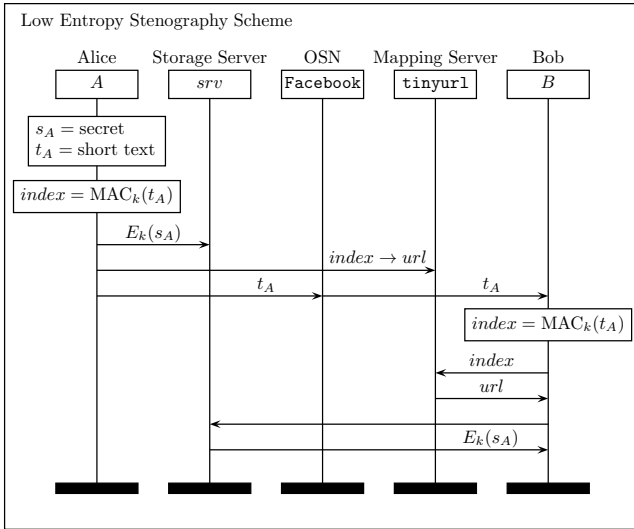 Low Entropy Stenography Scheme
Alice Storage Server OSN Mapping Server Bob
A srv Facebook tinyurl B
s_A = secret
t_A = short text
index = MAC_k(t_A)
E_k(s_A)
index → url
t_A t_A
index = MAC_k(t_A)
index
url
E_k(s_A)